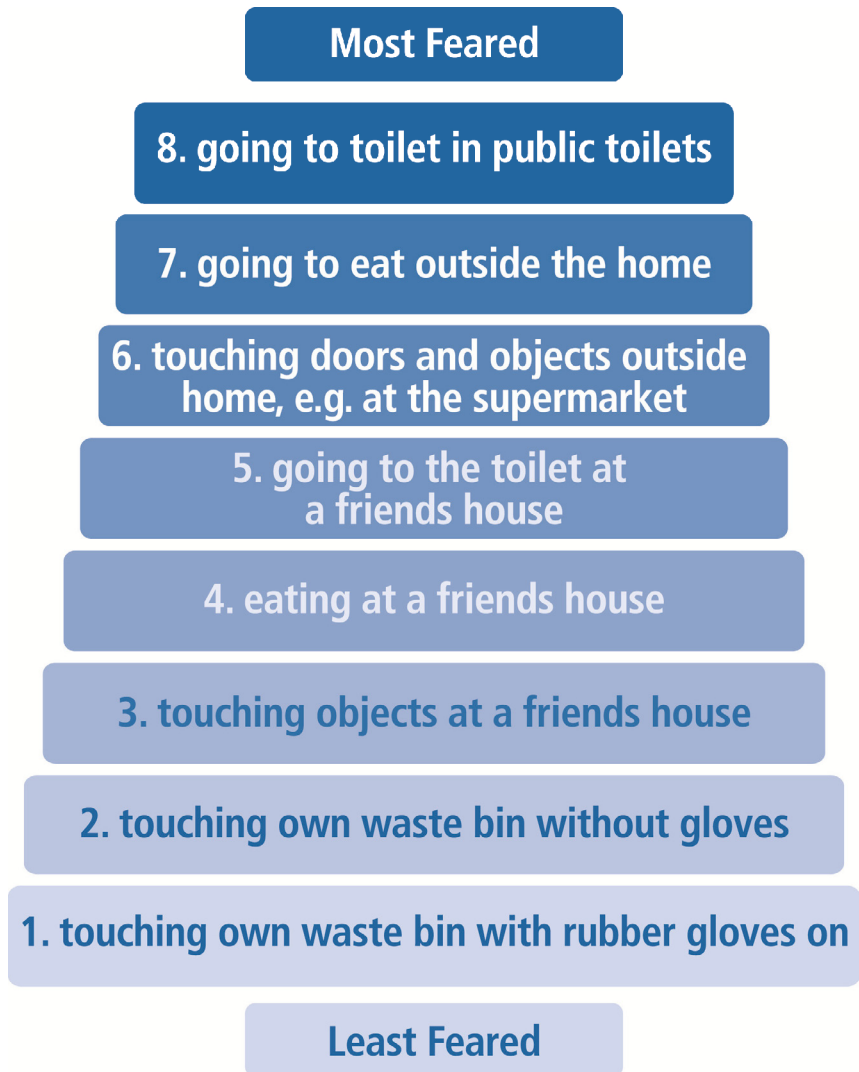 Most Feared
8. going to toilet in public toilets
7. going to eat outside the home
6. touching doors and objects outside
home, e.g. at the supermarket
5. going to the toilet at
a friends house
4. eating at a friends house
3. touching objects at a friends house
2. touching own waste bin without gloves
1. touching own waste bin with rubber gloves on
Least Feared